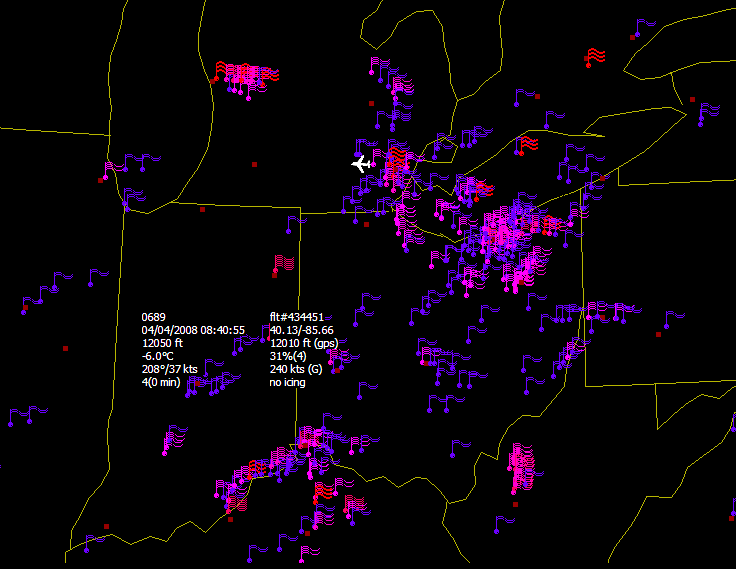 0689
04/04/2008 08:40:55
12050 ft
-6.0°C
208°/37 kts
4(0 min)
flt#434451
40.13/-85.66
12010 ft (gps)
31%(4)
240 kts (G)
no icing